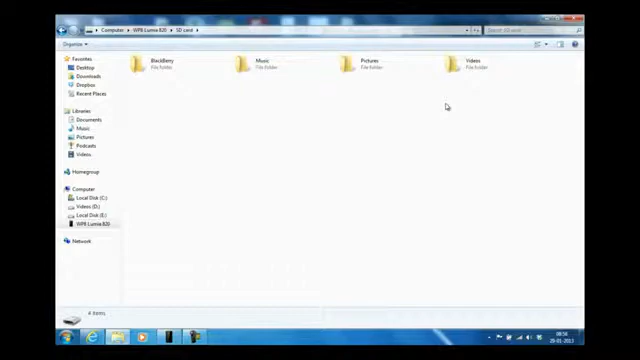 Computer ▸ WP8 Lumia 820 ▸ SD card ▸
Organize
Favorites
Desktop
Downloads
Dropbox
Recent Places
Libraries
Documents
Music
Pictures
Podcasts
Videos
Homegroup
Computer
Local Disk (C:)
Videos (D:)
Local Disk (E:)
WP8 Lumia 820
Network
BlackBerry
File folder
Music
File folder
Pictures
File folder
Videos
File folder
4 items